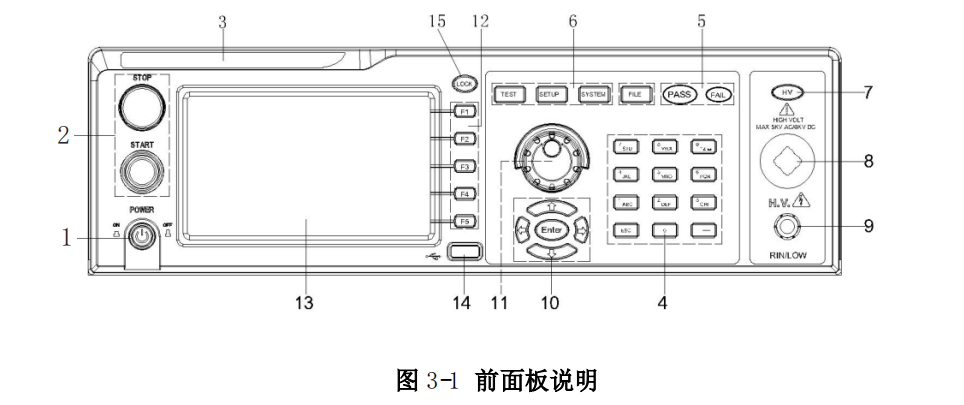 3
15
12
6
5
STOP
2
START
POWER
ON
OFF
1
LOCK
F1
F2
F3
F4
F5
TEST
SETUP
SYSTEM
FILE
PASS
FAIL
HV
7
HIGH VOLT
MAX 5KV AC/6KV DC
8
H.V.
9
RIN/LOW
Enter
ESC
13
14
11
10
4
图 3-1 前面板说明